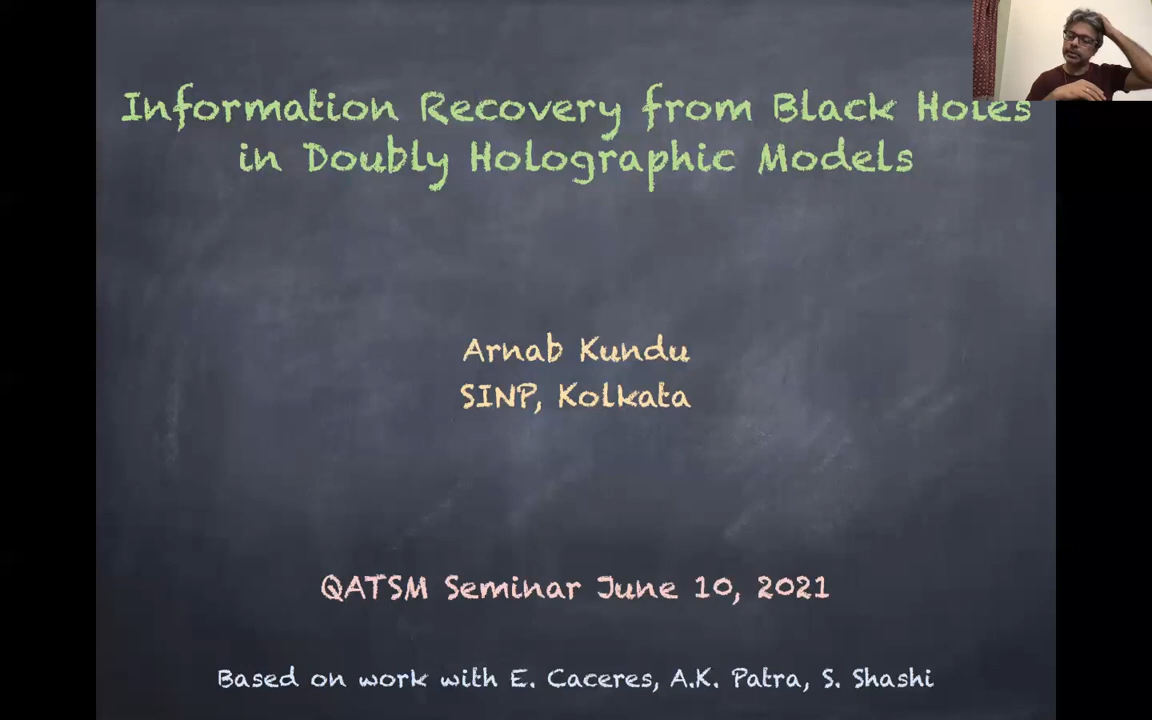 Information Recovery from Black Holes
in Doubly Holographic Models
Arnab Kundu
SINP, Kolkata
QATSM Seminar June 10, 2021
Based on work with E. Caceres, A.K. Patra, S. Shashi